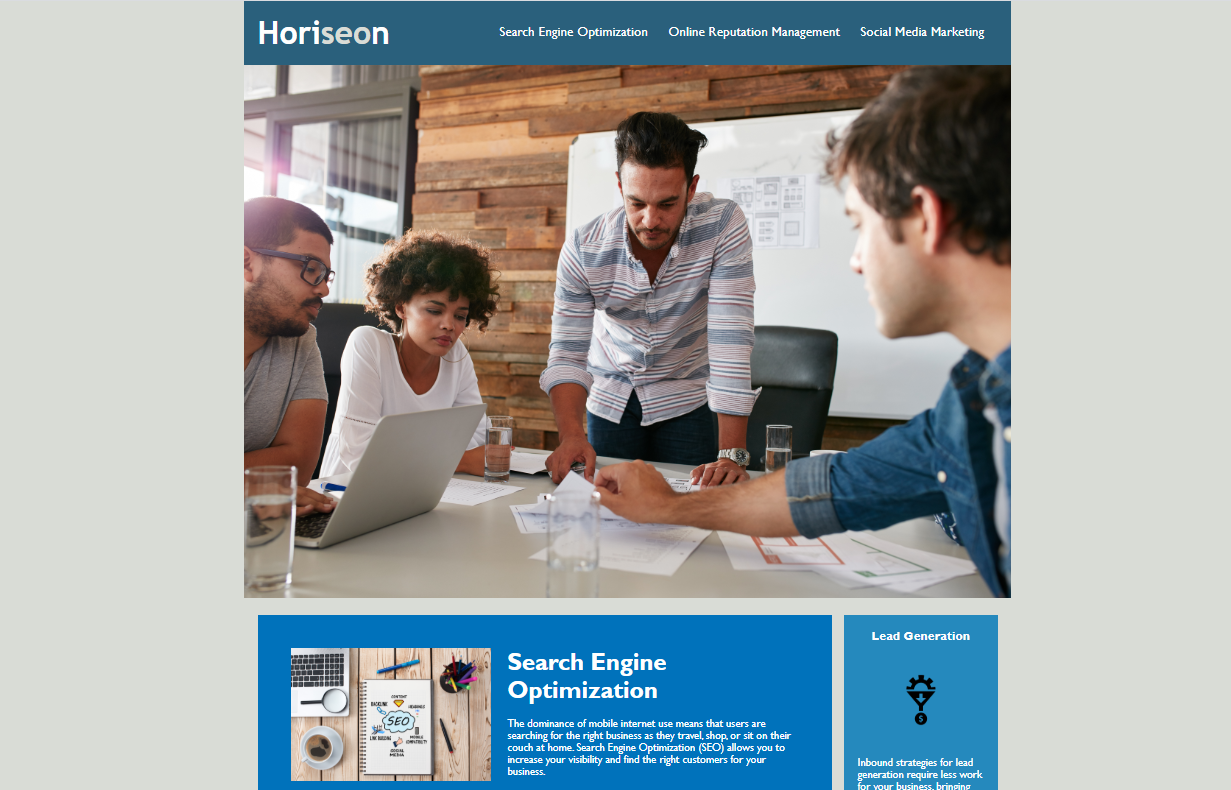 Horiseon
Search Engine Optimization
Online Reputation Management
Social Media Marketing
Search Engine
Optimization
The dominance of mobile internet use means that users are
searching for the right business as they travel, shop, or sit on their
couch at home. Search Engine Optimization (SEO) allows you to
increase your visibility and find the right customers for your
business.
CONTENT
BACKLINK
KEYWORDS
SEO
LINK BUILDING
MOBILE
COMPATIBILITY
SOCIAL
MEDIA
Lead Generation
$
Inbound strategies for lead
generation require less work
for your business, bringing